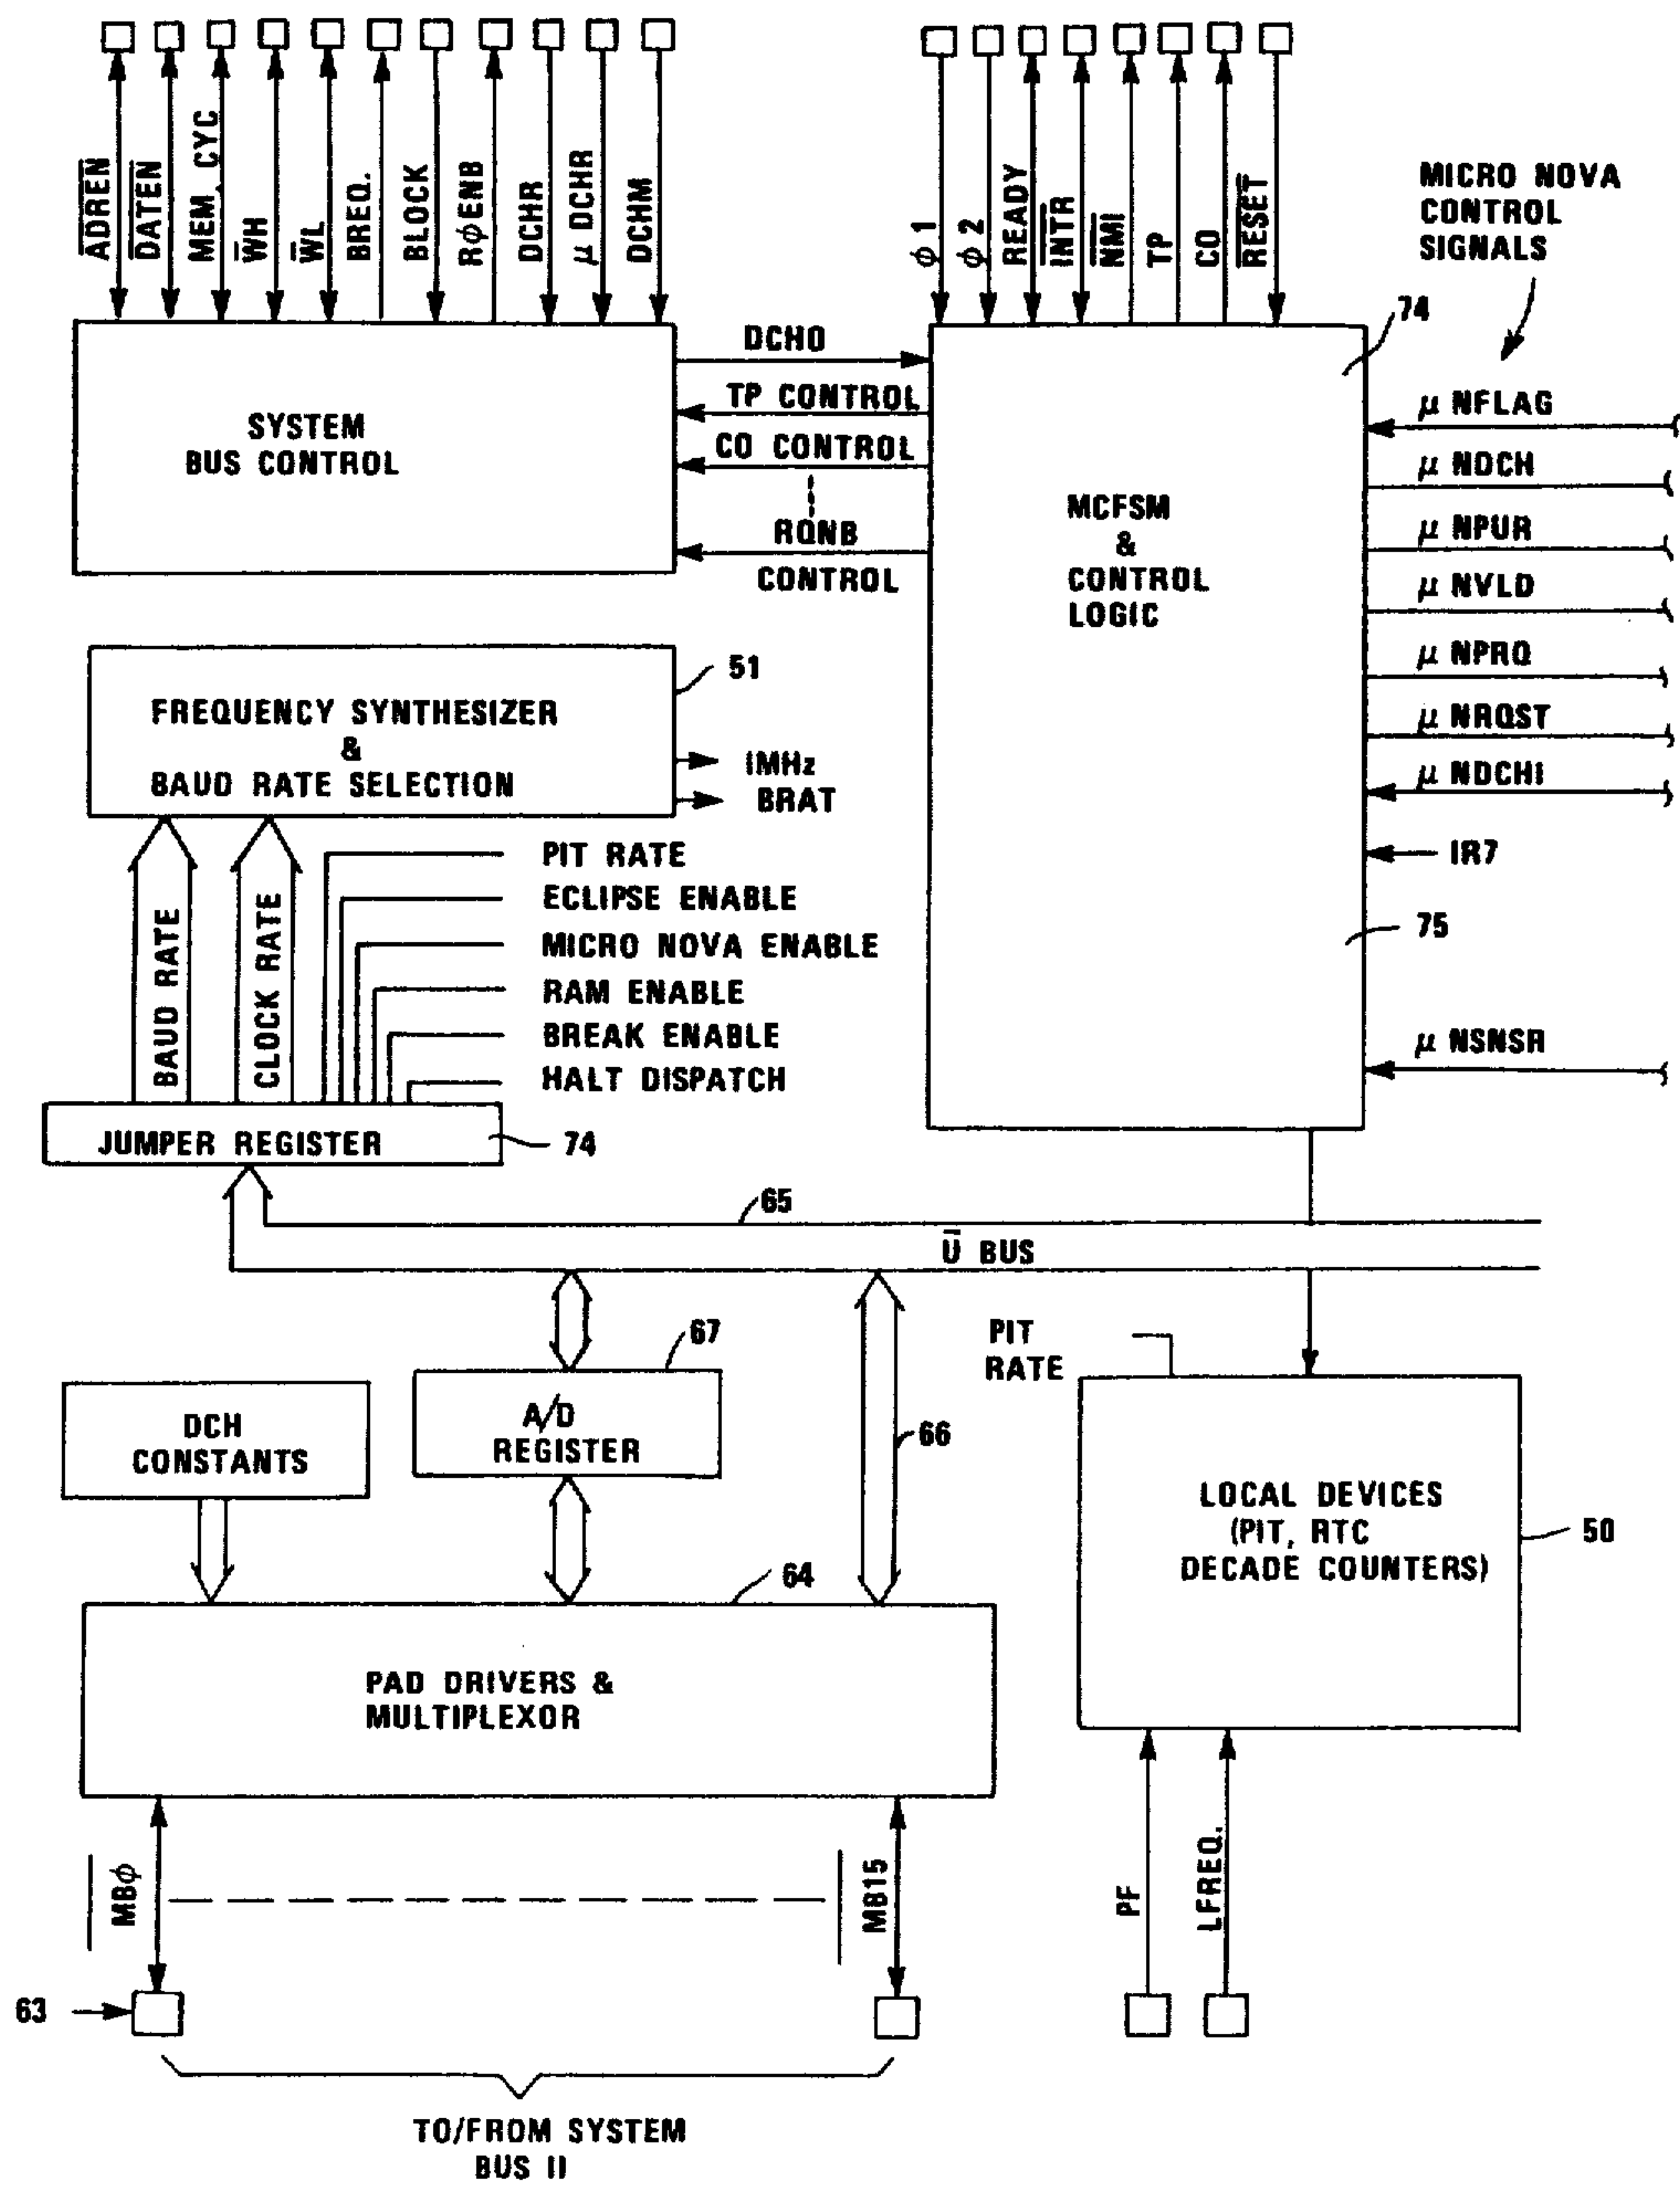 ADREN
DATEN
MEM. CYC
WH
WL
BREQ.
BLOCK
RϕENB
DCHR
μ DCHR
DCHM
ϕ 1
ϕ 2
READY
INTR
NMI
TP
CO
RESET
MICRO NOVA
CONTROL
SIGNALS
74
SYSTEM
BUS CONTROL
DCHO
TP CONTROL
CO CONTROL
RQNB
CONTROL
MCFSM
&
CONTROL
LOGIC
μ NFLAG
μ NDCH
μ NPUR
μ NVLD
μ NPRQ
μ NRQST
μ NDCHI
IR7
75
μ NSNSR
51
FREQUENCY SYNTHESIZER
&
BAUD RATE SELECTION
1MHz
BRAT
BAUD RATE
CLOCK RATE
PIT RATE
ECLIPSE ENABLE
MICRO NOVA ENABLE
RAM ENABLE
BREAK ENABLE
HALT DISPATCH
JUMPER REGISTER
74
65
U̅ BUS
67
DCH
CONSTANTS
A/D
REGISTER
66
PIT
RATE
LOCAL DEVICES
(PIT, RTC
DECADE COUNTERS)
50
64
PAD DRIVERS &
MULTIPLEXOR
MBϕ
MB15
PF
LFREQ.
63
TO/FROM SYSTEM
BUS II